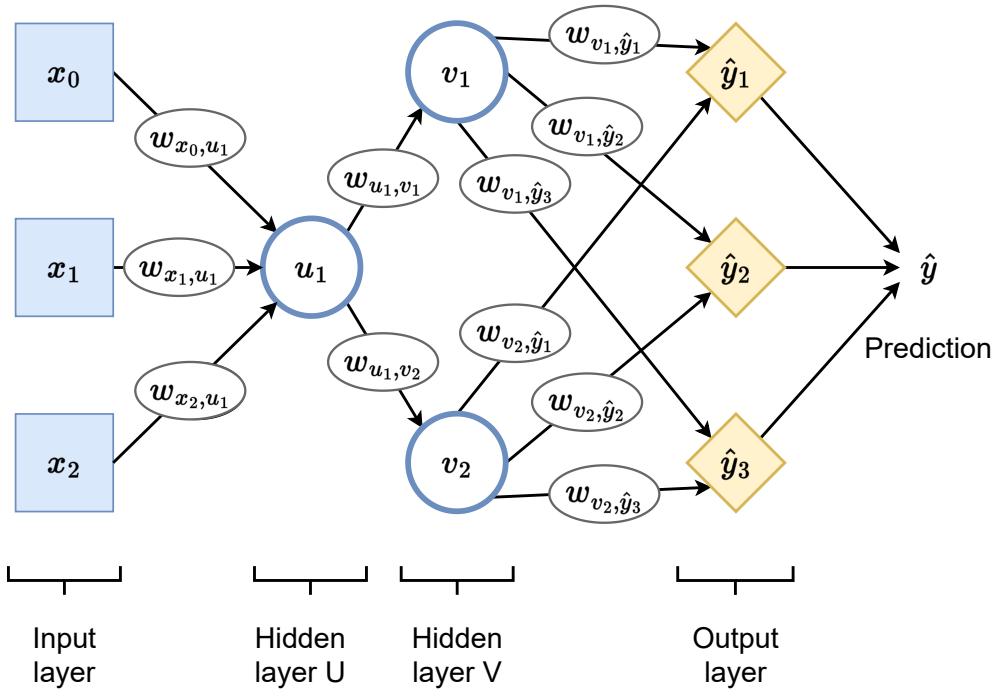 x₀
x₁
x₂
w_{x₀,u₁}
w_{x₁,u₁}
w_{x₂,u₁}
u₁
w_{u₁,v₁}
w_{u₁,v₂}
v₁
v₂
w_{v₁,ŷ₁}
w_{v₁,ŷ₂}
w_{v₁,ŷ₃}
w_{v₂,ŷ₁}
w_{v₂,ŷ₂}
w_{v₂,ŷ₃}
ŷ₁
ŷ₂
ŷ₃
ŷ
Prediction
Input
layer
Hidden
layer U
Hidden
layer V
Output
layer